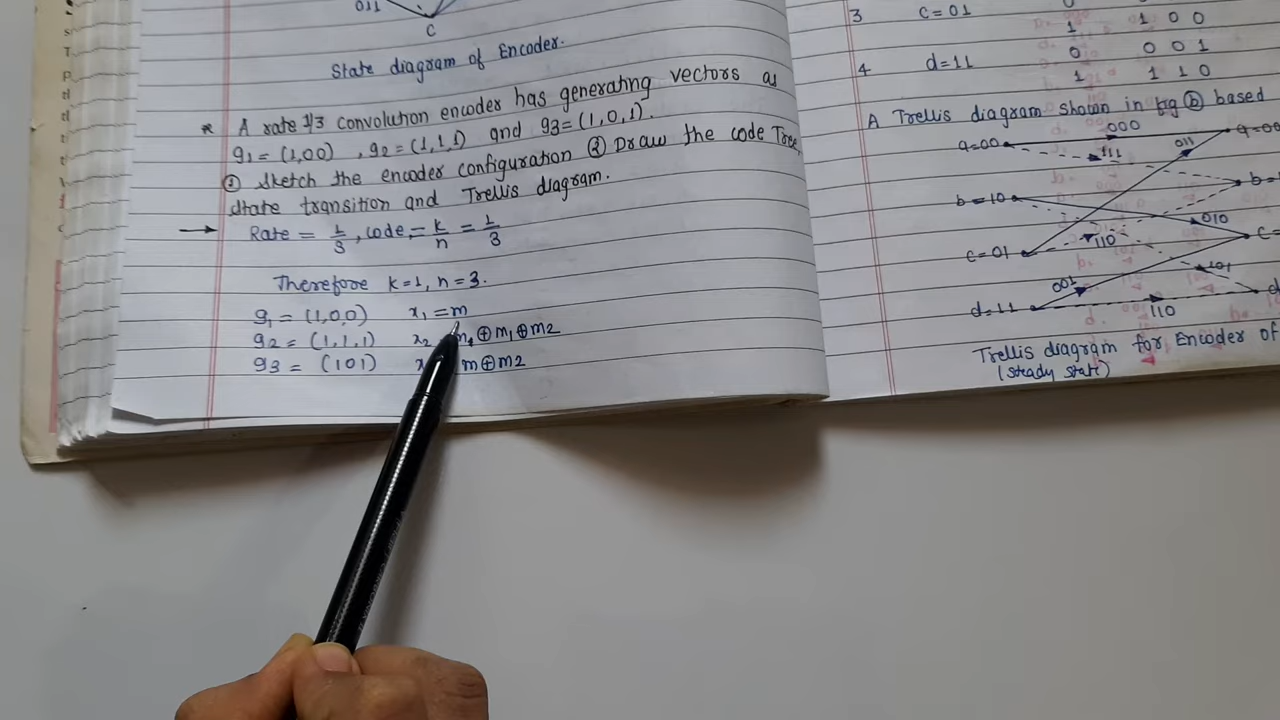 011
C
State diagram of Encoder.
* A rate 1/3 convolution encoder has generating vectors as
g1 = (1,00) , g2 = (1,1,1) and g3 = (1,0,1).
① Sketch the encoder configuration ② Draw the code Tree,
state transition and Trellis diagram.
→ Rate = 1/3 , code = k/n = 1/3
Therefore k=1, n=3.
g1 = (1,0,0) x1 = m
g2 = (1,1,1) x2 m ⊕ m1 ⊕ m2
g3 = (101) x m ⊕ m2
3 C=01 0
1 1 0 0
4 d=11 0 0 0 1
1 1 1 0
A Trellis diagram shown in fig ⓑ based
a=00 000 a=00
111 011
b=10 b=
010
c=01 110 c=
101
d=11 001 d
110
Trellis diagram for Encoder of
(steady state)